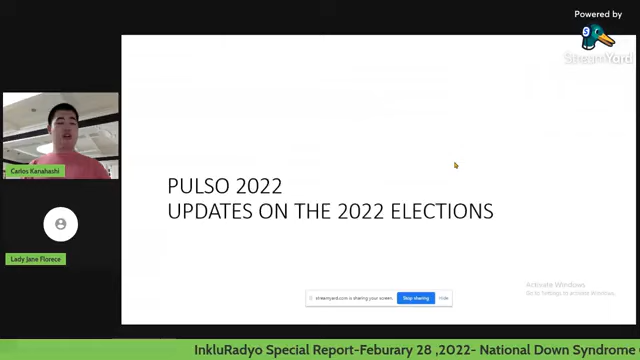 Powered by
StreamYard
Carlos Kanahashi
PULSO 2022
UPDATES ON THE 2022 ELECTIONS
Lady Jane Florece
Activate Windows
Go to Settings to activate Windows.
streamyard.com is sharing your screen.
Stop sharing
Hide
InkluRadyo Special Report-Feburary 28 ,2022- National Down Syndrome